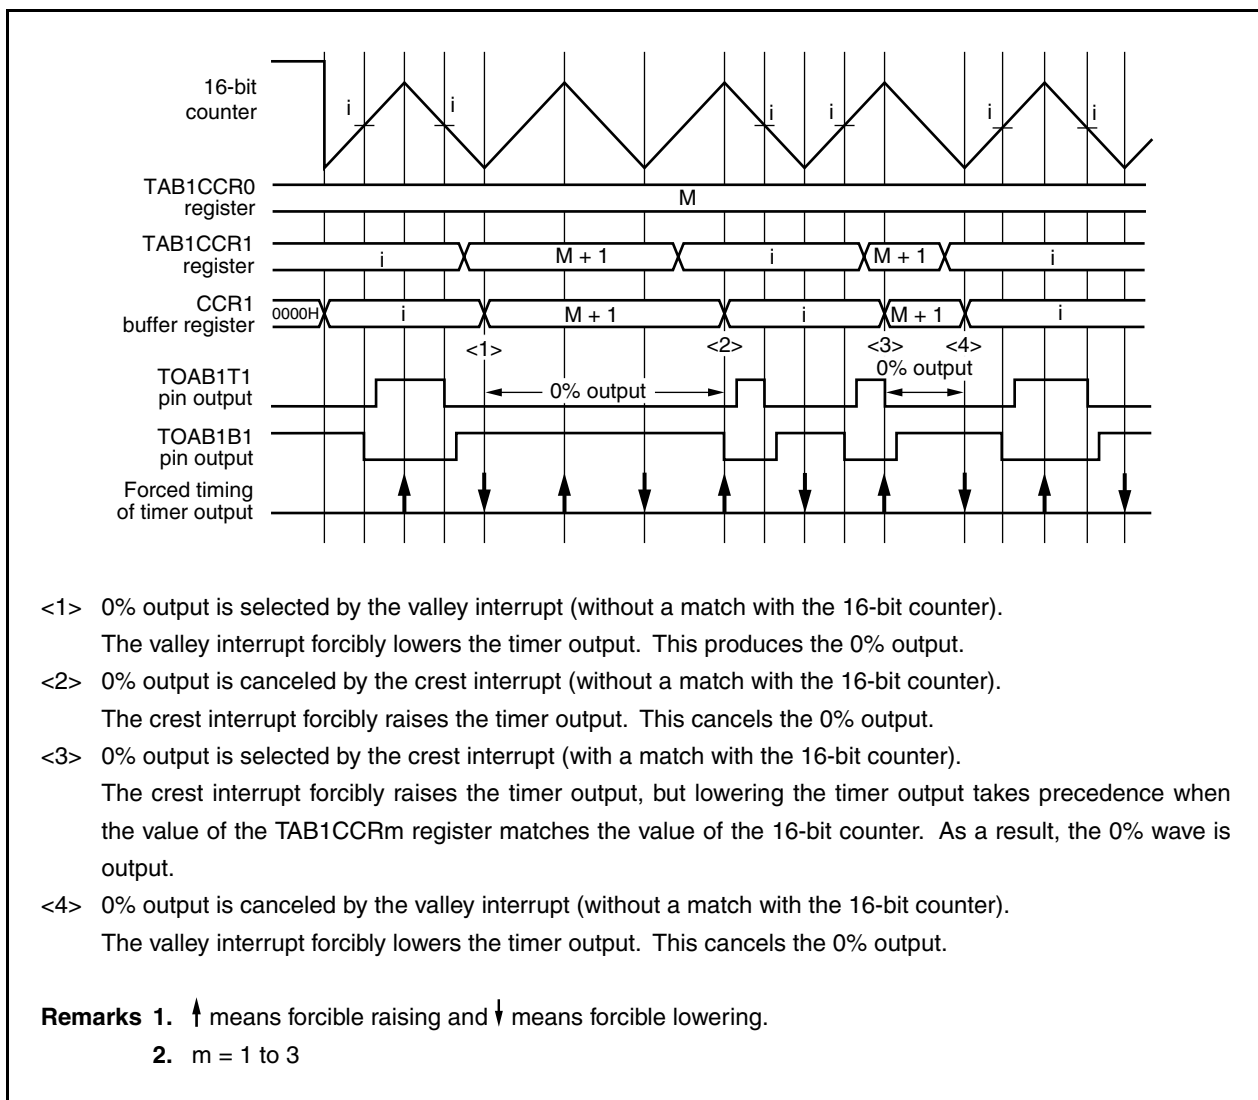 16-bit
counter
i
i
i
i
i
i
TAB1CCR0
register
M
TAB1CCR1
register
i
M + 1
i
M + 1
i
CCR1
buffer register
0000H
i
M + 1
i
M + 1
i
<1>
<2>
<3>
<4>
TOAB1T1
pin output
0% output
0% output
TOAB1B1
pin output
Forced timing
of timer output
<1> 0% output is selected by the valley interrupt (without a match with the 16-bit counter).
The valley interrupt forcibly lowers the timer output. This produces the 0% output.
<2> 0% output is canceled by the crest interrupt (without a match with the 16-bit counter).
The crest interrupt forcibly raises the timer output. This cancels the 0% output.
<3> 0% output is selected by the crest interrupt (with a match with the 16-bit counter).
The crest interrupt forcibly raises the timer output, but lowering the timer output takes precedence when
the value of the TAB1CCRm register matches the value of the 16-bit counter. As a result, the 0% wave is
output.
<4> 0% output is canceled by the valley interrupt (without a match with the 16-bit counter).
The valley interrupt forcibly lowers the timer output. This cancels the 0% output.
Remarks 1. ↑ means forcible raising and ↓ means forcible lowering.
2. m = 1 to 3